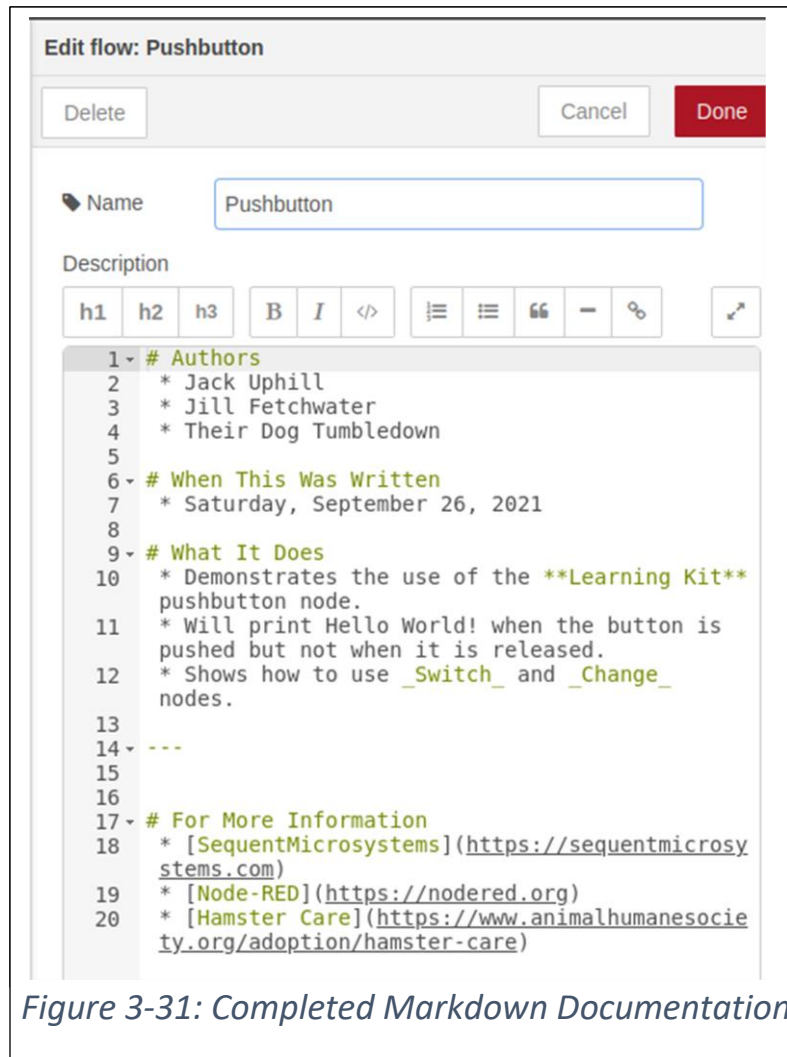 Edit flow: Pushbutton
Delete
Cancel
Done
Name
Pushbutton
Description
h1 h2 h3 B I </>
1 # Authors
2 * Jack Uphill
3 * Jill Fetchwater
4 * Their Dog Tumbledown
5
6 # When This Was Written
7 * Saturday, September 26, 2021
8
9 # What It Does
10 * Demonstrates the use of the **Learning Kit**
pushbutton node.
11 * Will print Hello World! when the button is
pushed but not when it is released.
12 * Shows how to use _Switch_ and _Change_
nodes.
13
14 ---
15
16
17 # For More Information
18 * [SequentMicrosystems](https://sequentmicrosy
stems.com)
19 * [Node-RED](https://nodered.org)
20 * [Hamster Care](https://www.animalhumanesocie
ty.org/adoption/hamster-care)
Figure 3-31: Completed Markdown Documentation